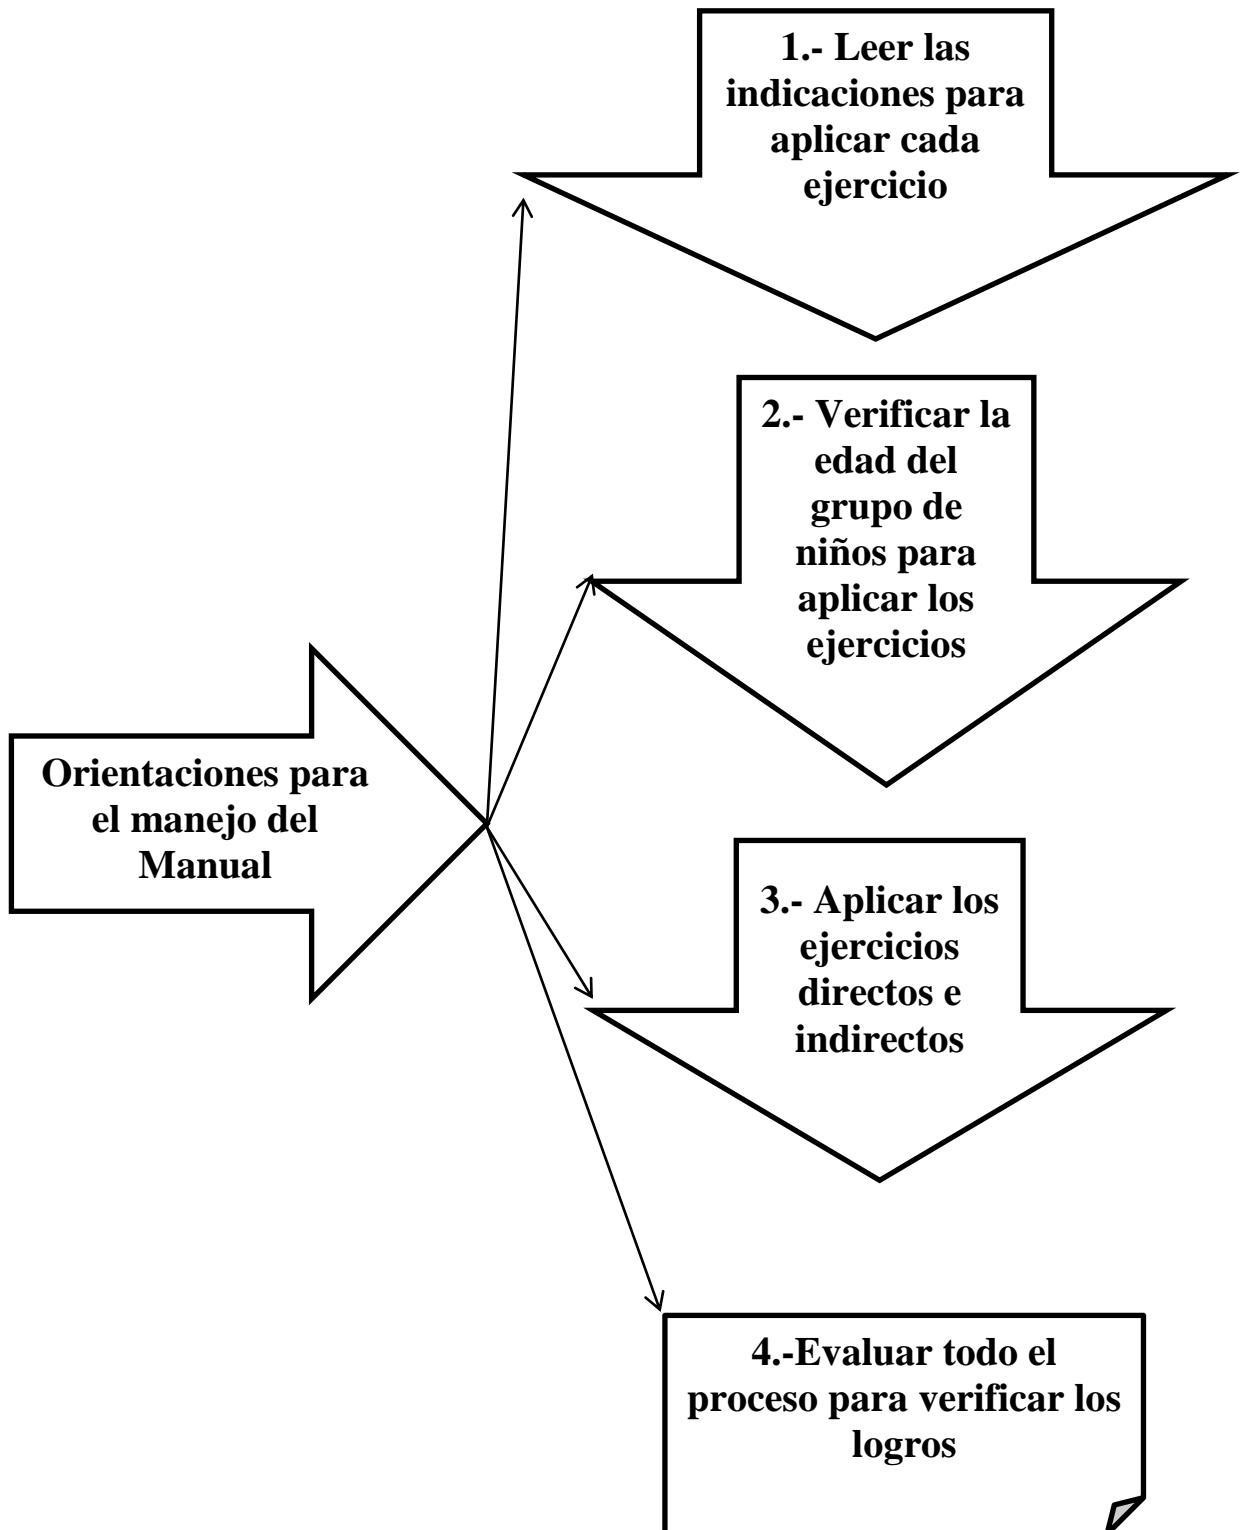 1.- Leer las
indicaciones para
aplicar cada
ejercicio
2.- Verificar la
edad del
grupo de
niños para
aplicar los
ejercicios
Orientaciones para
el manejo del
Manual
3.- Aplicar los
ejercicios
directos e
indirectos
4.-Evaluar todo el
proceso para verificar los
logros